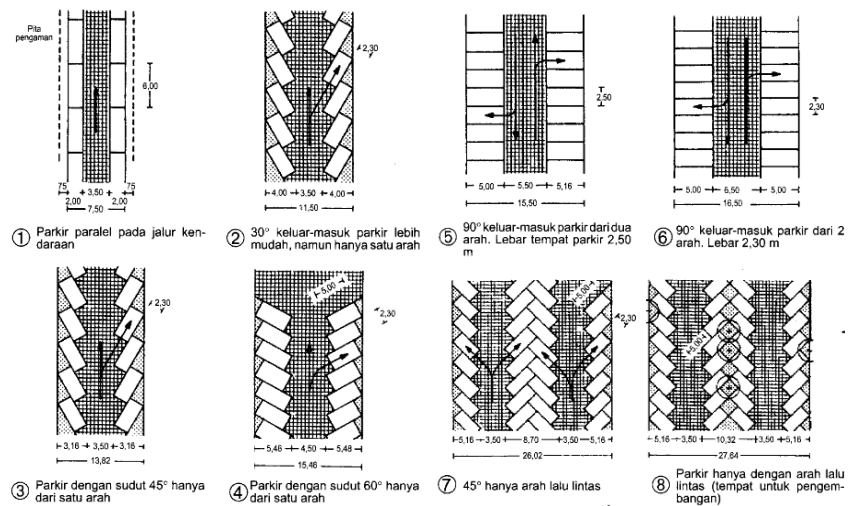 Pita
pengaman
6,00
75 3,50 75
2,00 2,00
7,50
① Parkir paralel pada jalur ken-
daraan
2,30
4,00 3,50 4,00
11,50
② 30° keluar-masuk parkir lebih
mudah, namun hanya satu arah
2,50
5,00 5,50 5,16
15,50
⑤ 90° keluar-masuk parkir dari dua
arah. Lebar tempat parkir 2,50
m
2,30
5,00 6,50 5,00
16,50
⑥ 90° keluar-masuk parkir dari 2
arah. Lebar 2,30 m
2,30
3,16 3,50 3,16
13,82
③ Parkir dengan sudut 45° hanya
dari satu arah
5,00
2,30
5,46 4,50 5,48
15,46
④ Parkir dengan sudut 60° hanya
dari satu arah
5,00
2,30
5,16 3,50 8,70 3,50 5,16
26,02
⑦ 45° hanya arah lalu lintas
5,00
5,16 3,50 10,32 3,50 5,16
27,64
⑧ Parkir hanya dengan arah lalu
lintas (tempat untuk pengem-
bangan)